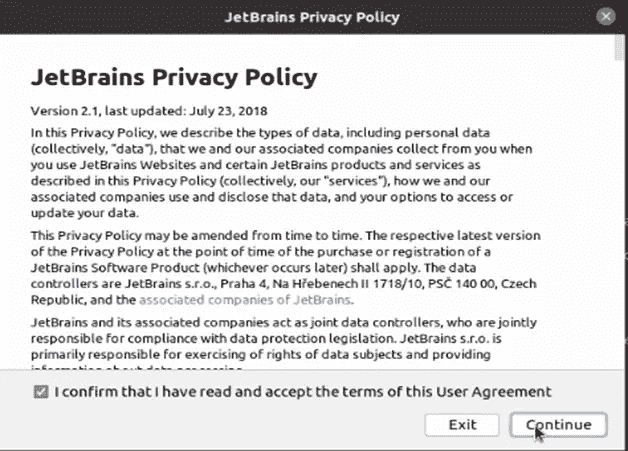 JetBrains Privacy Policy
JetBrains Privacy Policy
Version 2.1, last updated: July 23, 2018
In this Privacy Policy, we describe the types of data, including personal data
(collectively, "data"), that we and our associated companies collect from you when
you use JetBrains Websites and certain JetBrains products and services as
described in this Privacy Policy (collectively, our "services"), how we and our
associated companies use and disclose that data, and your options to access or
update your data.
This Privacy Policy may be amended from time to time. The respective latest version
of the Privacy Policy at the point of time of the purchase or registration of a
JetBrains Software Product (whichever occurs later) shall apply. The data
controllers are JetBrains s.r.o., Praha 4, Na Hřebenech II 1718/10, PSČ 140 00, Czech
Republic, and the associated companies of JetBrains.
JetBrains and its associated companies act as joint data controllers, who are jointly
responsible for compliance with data protection legislation. JetBrains s.r.o. is
primarily responsible for exercising of rights of data subjects and providing
information about data processing.
I confirm that I have read and accept the terms of this User Agreement
Exit
Continue